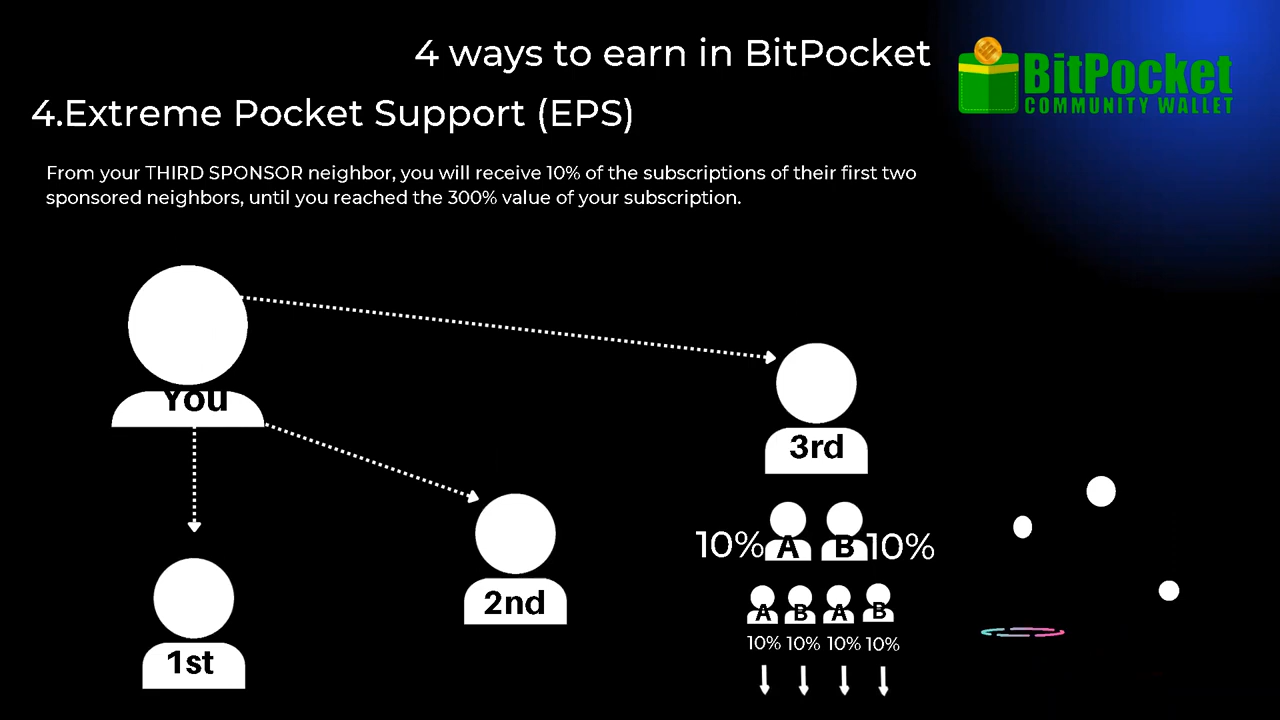 4 ways to earn in BitPocket
BitPocket
COMMUNITY WALLET
4.Extreme Pocket Support (EPS)
From your THIRD SPONSOR neighbor, you will receive 10% of the subscriptions of their first two
sponsored neighbors, until you reached the 300% value of your subscription.
You
3rd
10% A B 10%
2nd
A B A B
10% 10% 10% 10%
1st